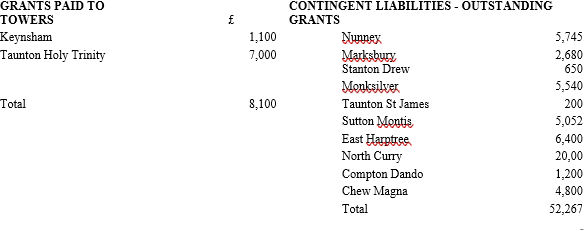 GRANTS PAID TO TOWERS £
Keynsham 1,100
Taunton Holy Trinity 7,000
Total 8,100
CONTINGENT LIABILITIES - OUTSTANDING GRANTS
Nunney 5,745
Marksbury 2,680
Stanton Drew 650
Monksilver 5,540
Taunton St James 200
Sutton Montis 5,052
East Harptree 6,400
North Curry 20,00
Compton Dando 1,200
Chew Magna 4,800
Total 52,267